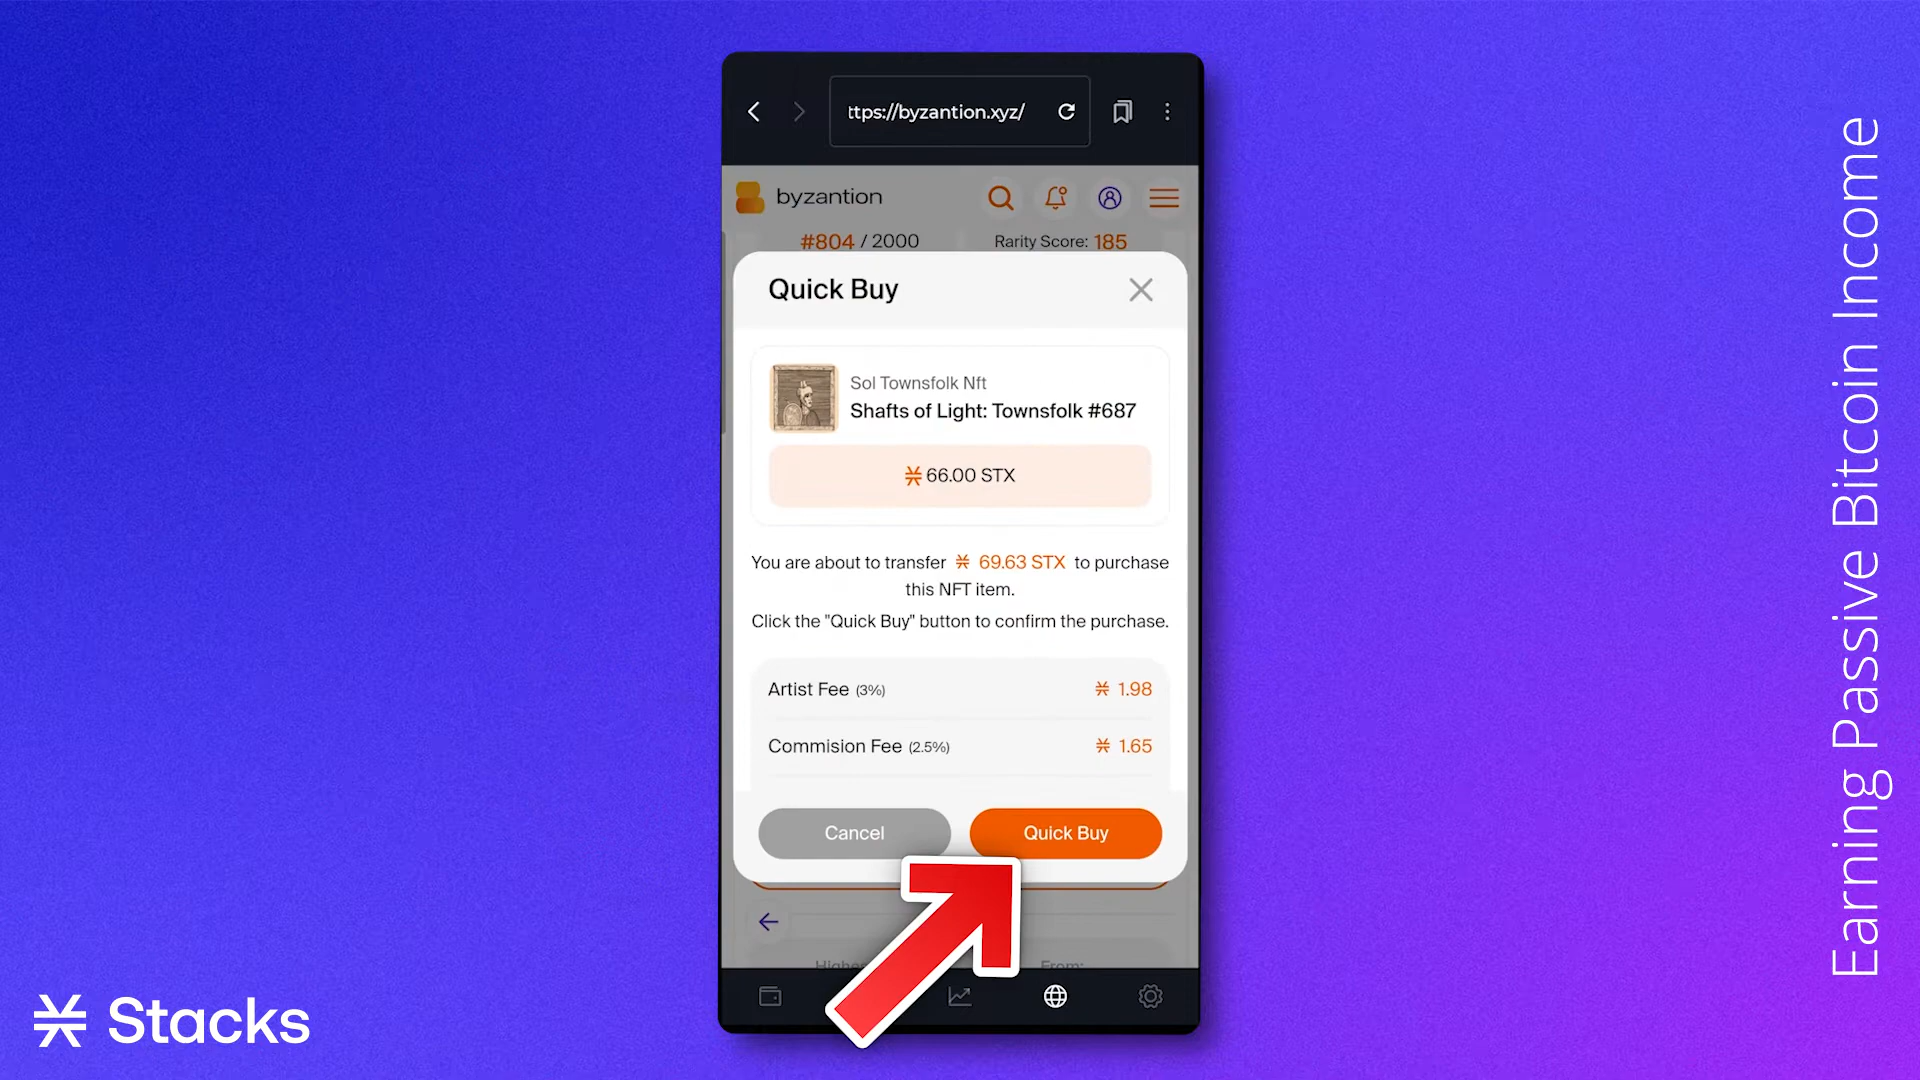 ttps://byzantion.xyz/
byzantion
#804 / 2000
Rarity Score: 185
Quick Buy
Sol Townsfolk Nft
Shafts of Light: Townsfolk #687
66.00 STX
You are about to transfer 69.63 STX to purchase
this NFT item.
Click the "Quick Buy" button to confirm the purchase.
Artist Fee (3%) 1.98
Commision Fee (2.5%) 1.65
Cancel
Quick Buy
From:
Stacks
Earning Passive Bitcoin Income